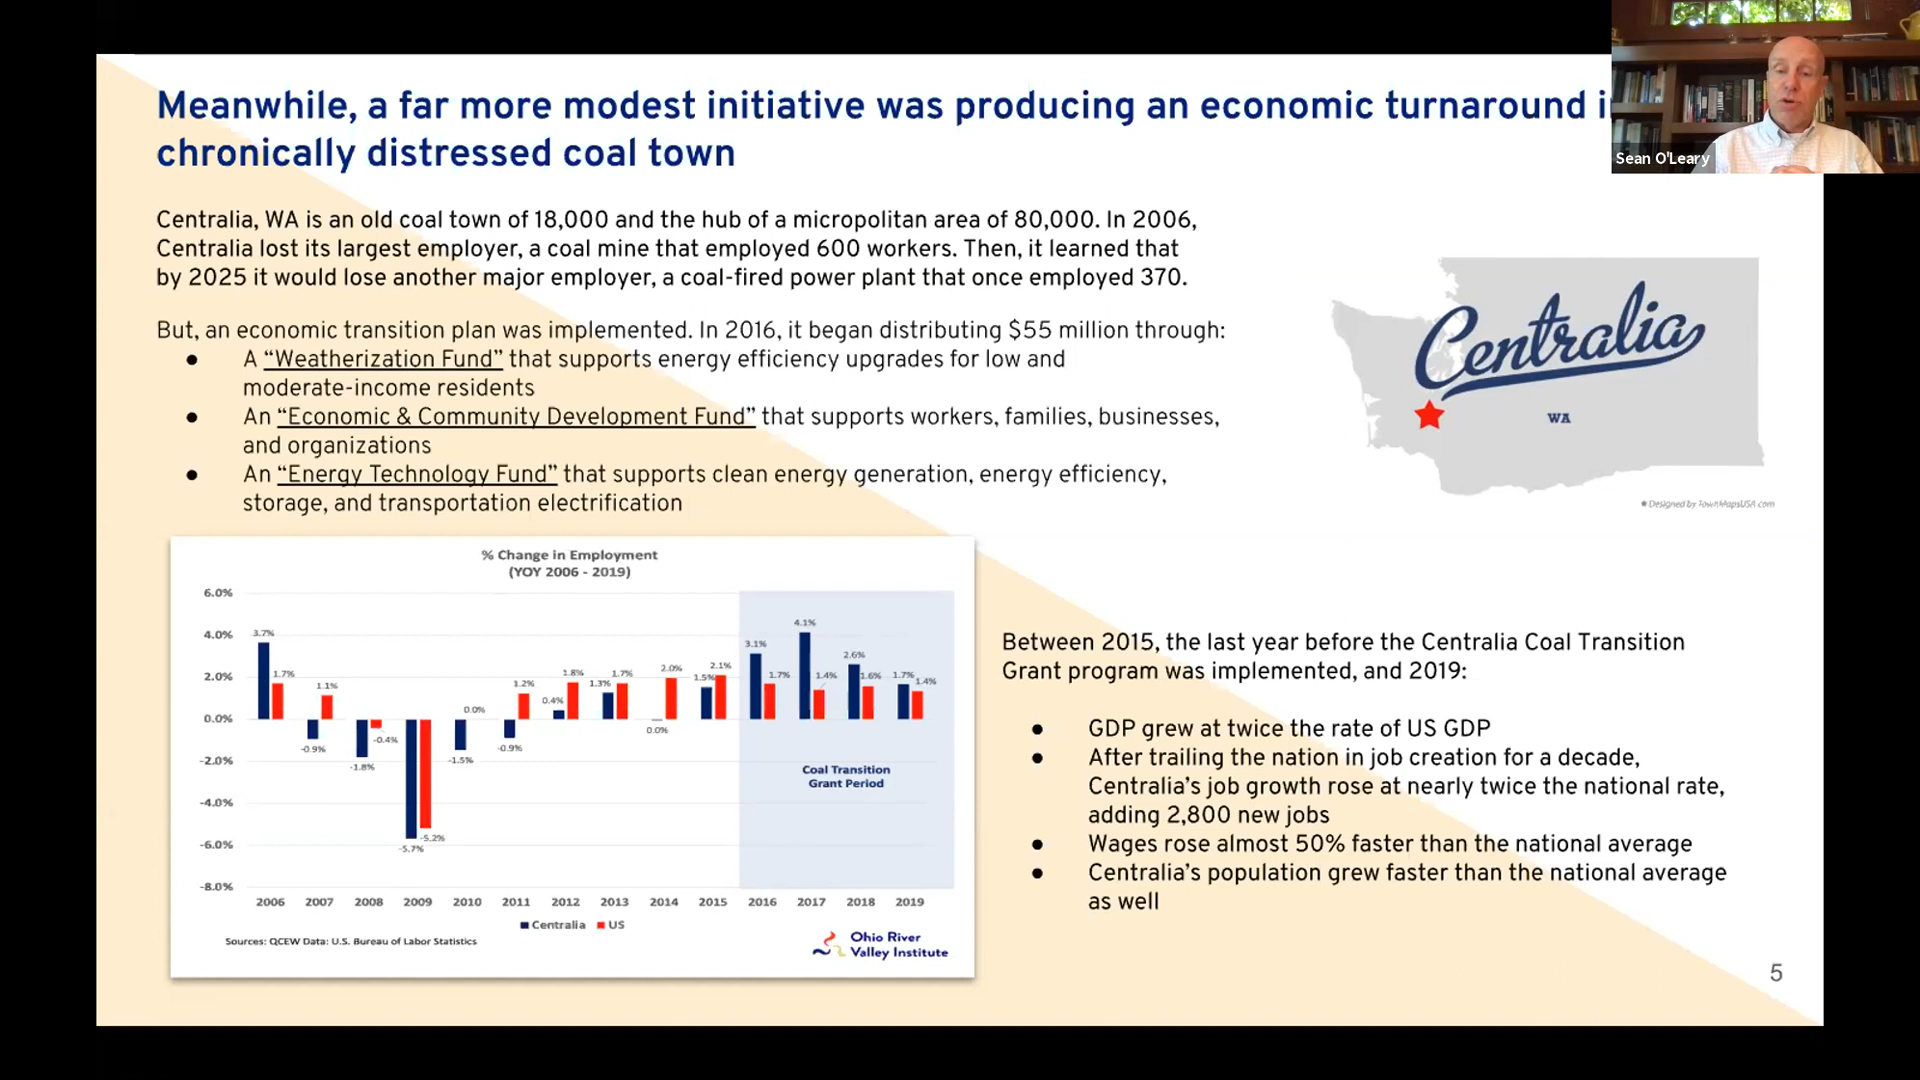 Meanwhile, a far more modest initiative was producing an economic turnaround
chronically distressed coal town
Sean O'Leary
Centralia, WA is an old coal town of 18,000 and the hub of a micropolitan area of 80,000. In 2006,
Centralia lost its largest employer, a coal mine that employed 600 workers. Then, it learned that
by 2025 it would lose another major employer, a coal-fired power plant that once employed 370.
But, an economic transition plan was implemented. In 2016, it began distributing $55 million through:
● A “Weatherization Fund” that supports energy efficiency upgrades for low and
moderate-income residents
● An “Economic & Community Development Fund” that supports workers, families, businesses,
and organizations
● An “Energy Technology Fund” that supports clean energy generation, energy efficiency,
storage, and transportation electrification
Centralia
WA
Designed by TownMapsUSA.com
% Change in Employment
(YOY 2006 - 2019)
6.0%
4.0%
2.0%
0.0%
-2.0%
-4.0%
-6.0%
-8.0%
3.7%
1.7%
-0.9%
1.1%
-1.8%
-0.4%
-5.7%
-5.2%
-1.5%
0.0%
-0.9%
1.2%
0.4%
1.8%
1.3%
1.7%
0.0%
2.0%
1.5%
2.1%
3.1%
1.7%
4.1%
1.4%
2.6%
1.6%
1.7%
1.4%
Coal Transition
Grant Period
2006 2007 2008 2009 2010 2011 2012 2013 2014 2015 2016 2017 2018 2019
Centralia US
Sources: QCEW Data: U.S. Bureau of Labor Statistics
Ohio River
Valley Institute
Between 2015, the last year before the Centralia Coal Transition
Grant program was implemented, and 2019:
● GDP grew at twice the rate of US GDP
● After trailing the nation in job creation for a decade,
Centralia’s job growth rose at nearly twice the national rate,
adding 2,800 new jobs
● Wages rose almost 50% faster than the national average
● Centralia’s population grew faster than the national average
as well
5